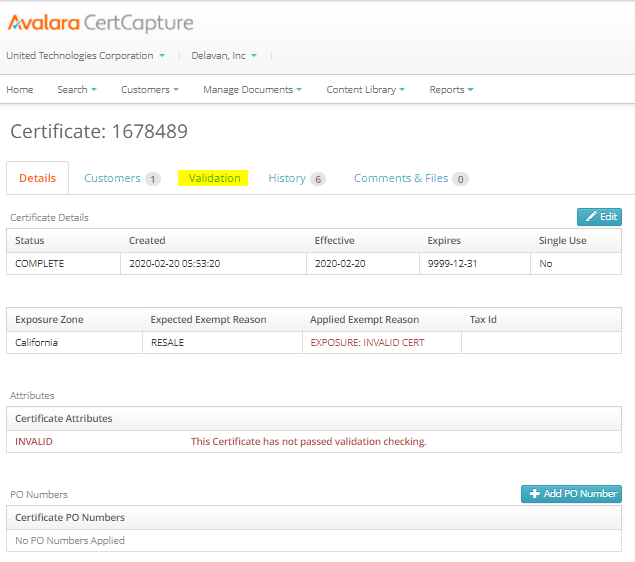 Avalara CertCapture
United Technologies Corporation Delavan, Inc
Home Search Customers Manage Documents Content Library Reports
Certificate: 1678489
Details Customers 1 Validation History 6 Comments & Files 0
Certificate Details Edit
Status Created Effective Expires Single Use
COMPLETE 2020-02-20 05:53:20 2020-02-20 9999-12-31 No
Exposure Zone Expected Exempt Reason Applied Exempt Reason Tax Id
California RESALE EXPOSURE: INVALID CERT
Attributes
Certificate Attributes
INVALID This Certificate has not passed validation checking.
PO Numbers Add PO Number
Certificate PO Numbers
No PO Numbers Applied